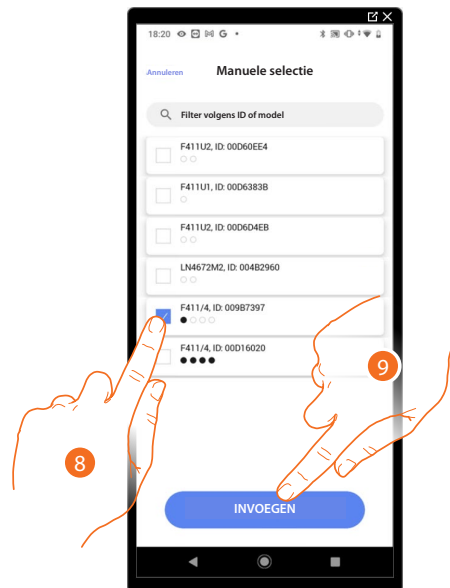 18:20 G
Annuleren Manuele selectie
Filter volgens ID of model
F411U2, ID: 00D60EE4
F411U1, ID: 00D6383B
F411U2, ID: 00D6D4EB
LN4672M2, ID: 004B2960
F411/4, ID: 009B7397
F411/4, ID: 00D16020
9
8
INVOEGEN